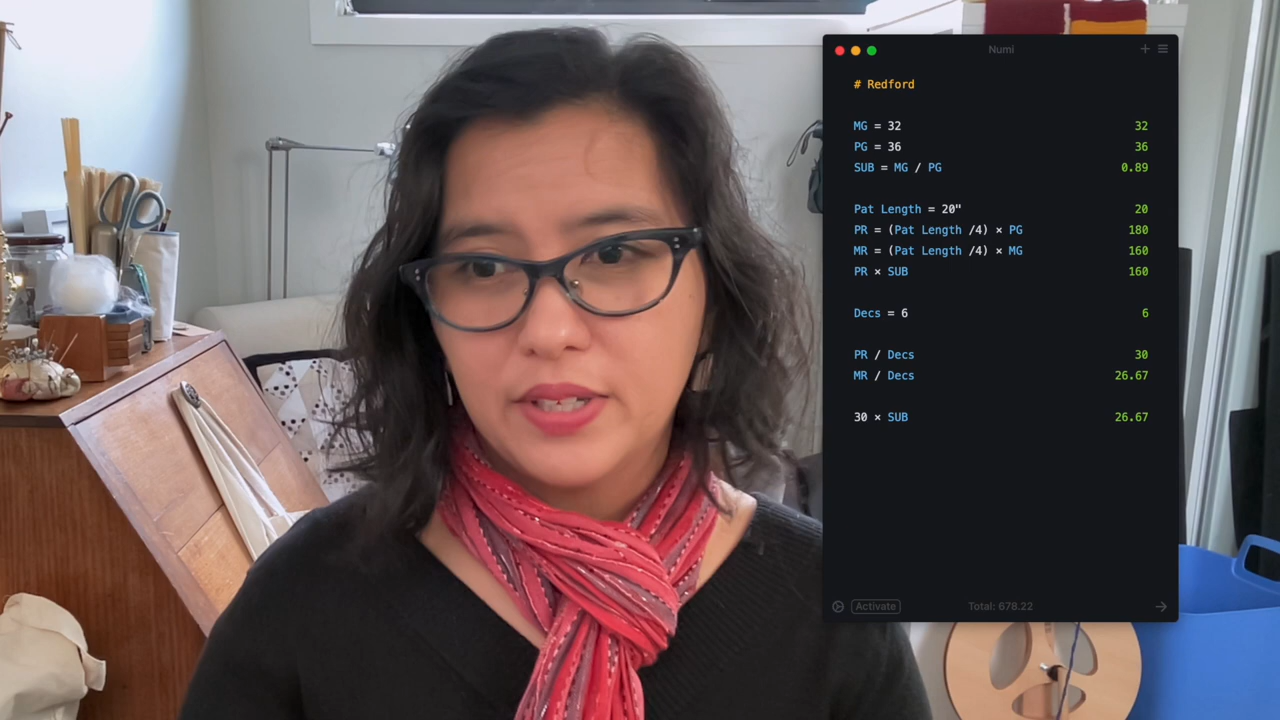 Numi
# Redford
MG = 32 32
PG = 36 36
SUB = MG / PG 0.89
Pat Length = 20" 20
PR = (Pat Length /4) × PG 180
MR = (Pat Length /4) × MG 160
PR × SUB 160
Decs = 6 6
PR / Decs 30
MR / Decs 26.67
30 × SUB 26.67
Activate Total: 678.22